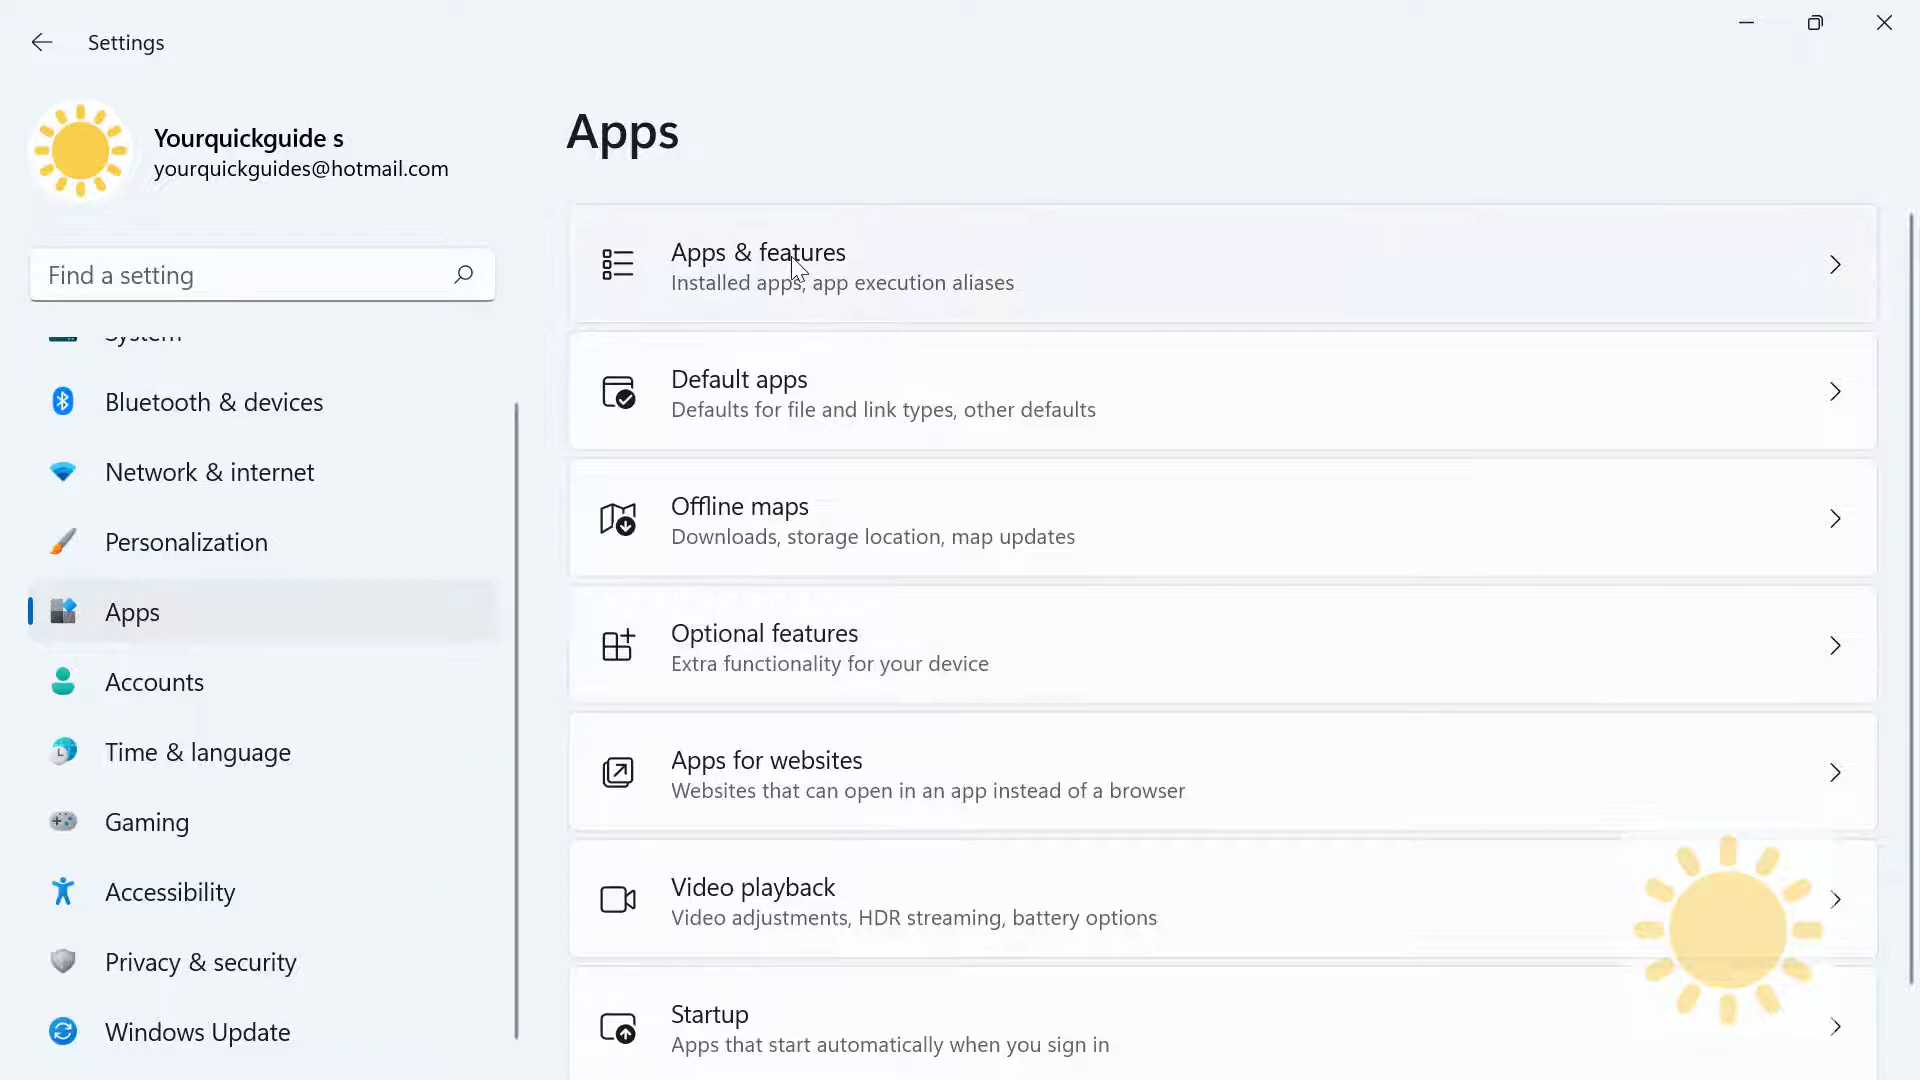 Settings
Yourquickguide s
yourquickguides@hotmail.com
Find a setting
System
Bluetooth & devices
Network & internet
Personalization
Apps
Accounts
Time & language
Gaming
Accessibility
Privacy & security
Windows Update
Apps
Apps & features
Installed apps, app execution aliases
Default apps
Defaults for file and link types, other defaults
Offline maps
Downloads, storage location, map updates
Optional features
Extra functionality for your device
Apps for websites
Websites that can open in an app instead of a browser
Video playback
Video adjustments, HDR streaming, battery options
Startup
Apps that start automatically when you sign in